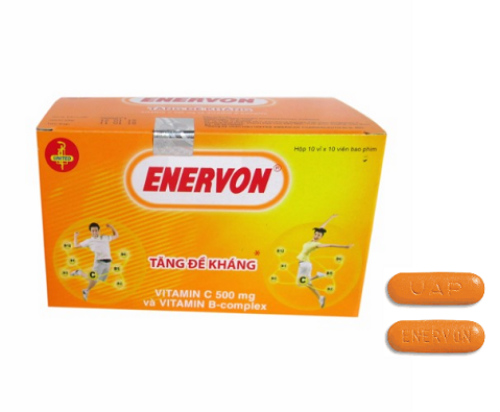 ENERVON
Hộp 10 vỉ x 10 viên bao phim
ENERVON®
UNITED
TĂNG ĐỀ KHÁNG®
VITAMIN C 500 mg
và VITAMIN B-complex
C
C
UAP
ENERVON